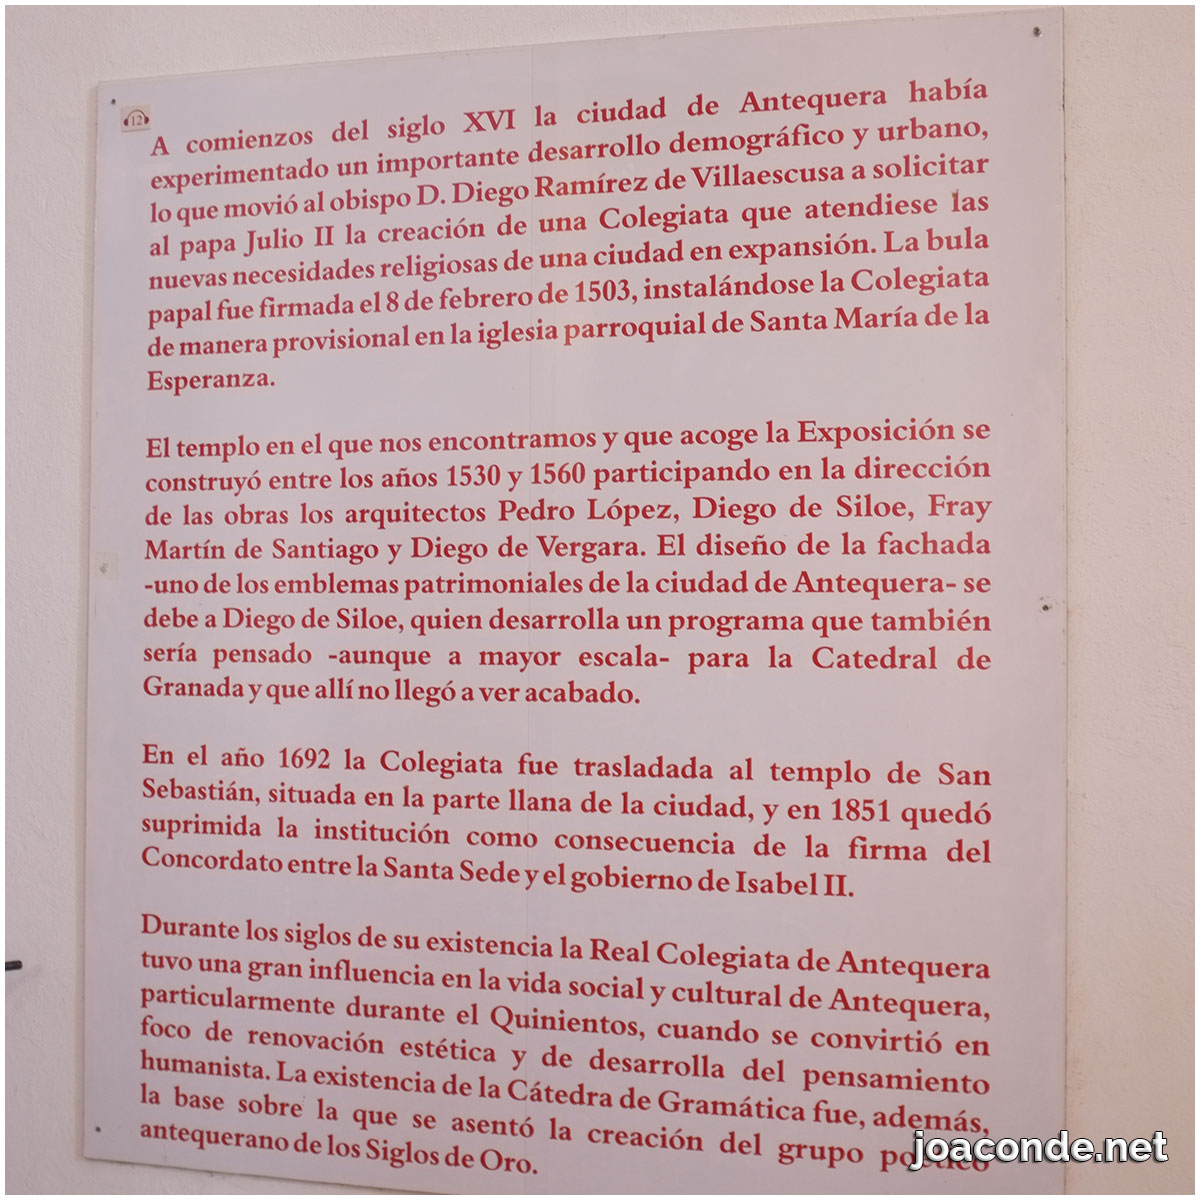 12
A comienzos del siglo XVI la ciudad de Antequera había
experimentado un importante desarrollo demográfico y urbano,
lo que movió al obispo D. Diego Ramírez de Villaescusa a solicitar
al papa Julio II la creación de una Colegiata que atendiese las
nuevas necesidades religiosas de una ciudad en expansión. La bula
papal fue firmada el 8 de febrero de 1503, instalándose la Colegiata
de manera provisional en la iglesia parroquial de Santa María de la
Esperanza.
El templo en el que nos encontramos y que acoge la Exposición se
construyó entre los años 1530 y 1560 participando en la dirección
de las obras los arquitectos Pedro López, Diego de Siloe, Fray
Martín de Santiago y Diego de Vergara. El diseño de la fachada
-uno de los emblemas patrimoniales de la ciudad de Antequera- se
debe a Diego de Siloe, quien desarrolla un programa que también
sería pensado -aunque a mayor escala- para la Catedral de
Granada y que allí no llegó a ver acabado.
En el año 1692 la Colegiata fue trasladada al templo de San
Sebastián, situada en la parte llana de la ciudad, y en 1851 quedó
suprimida la institución como consecuencia de la firma del
Concordato entre la Santa Sede y el gobierno de Isabel II.
Durante los siglos de su existencia la Real Colegiata de Antequera
tuvo una gran influencia en la vida social y cultural de Antequera,
particularmente durante el Quinientos, cuando se convirtió en
foco de renovación estética y de desarrolla del pensamiento
humanista. La existencia de la Cátedra de Gramática fue, además,
la base sobre la que se asentó la creación del grupo poético
antequerano de los Siglos de Oro.
joaconde.net